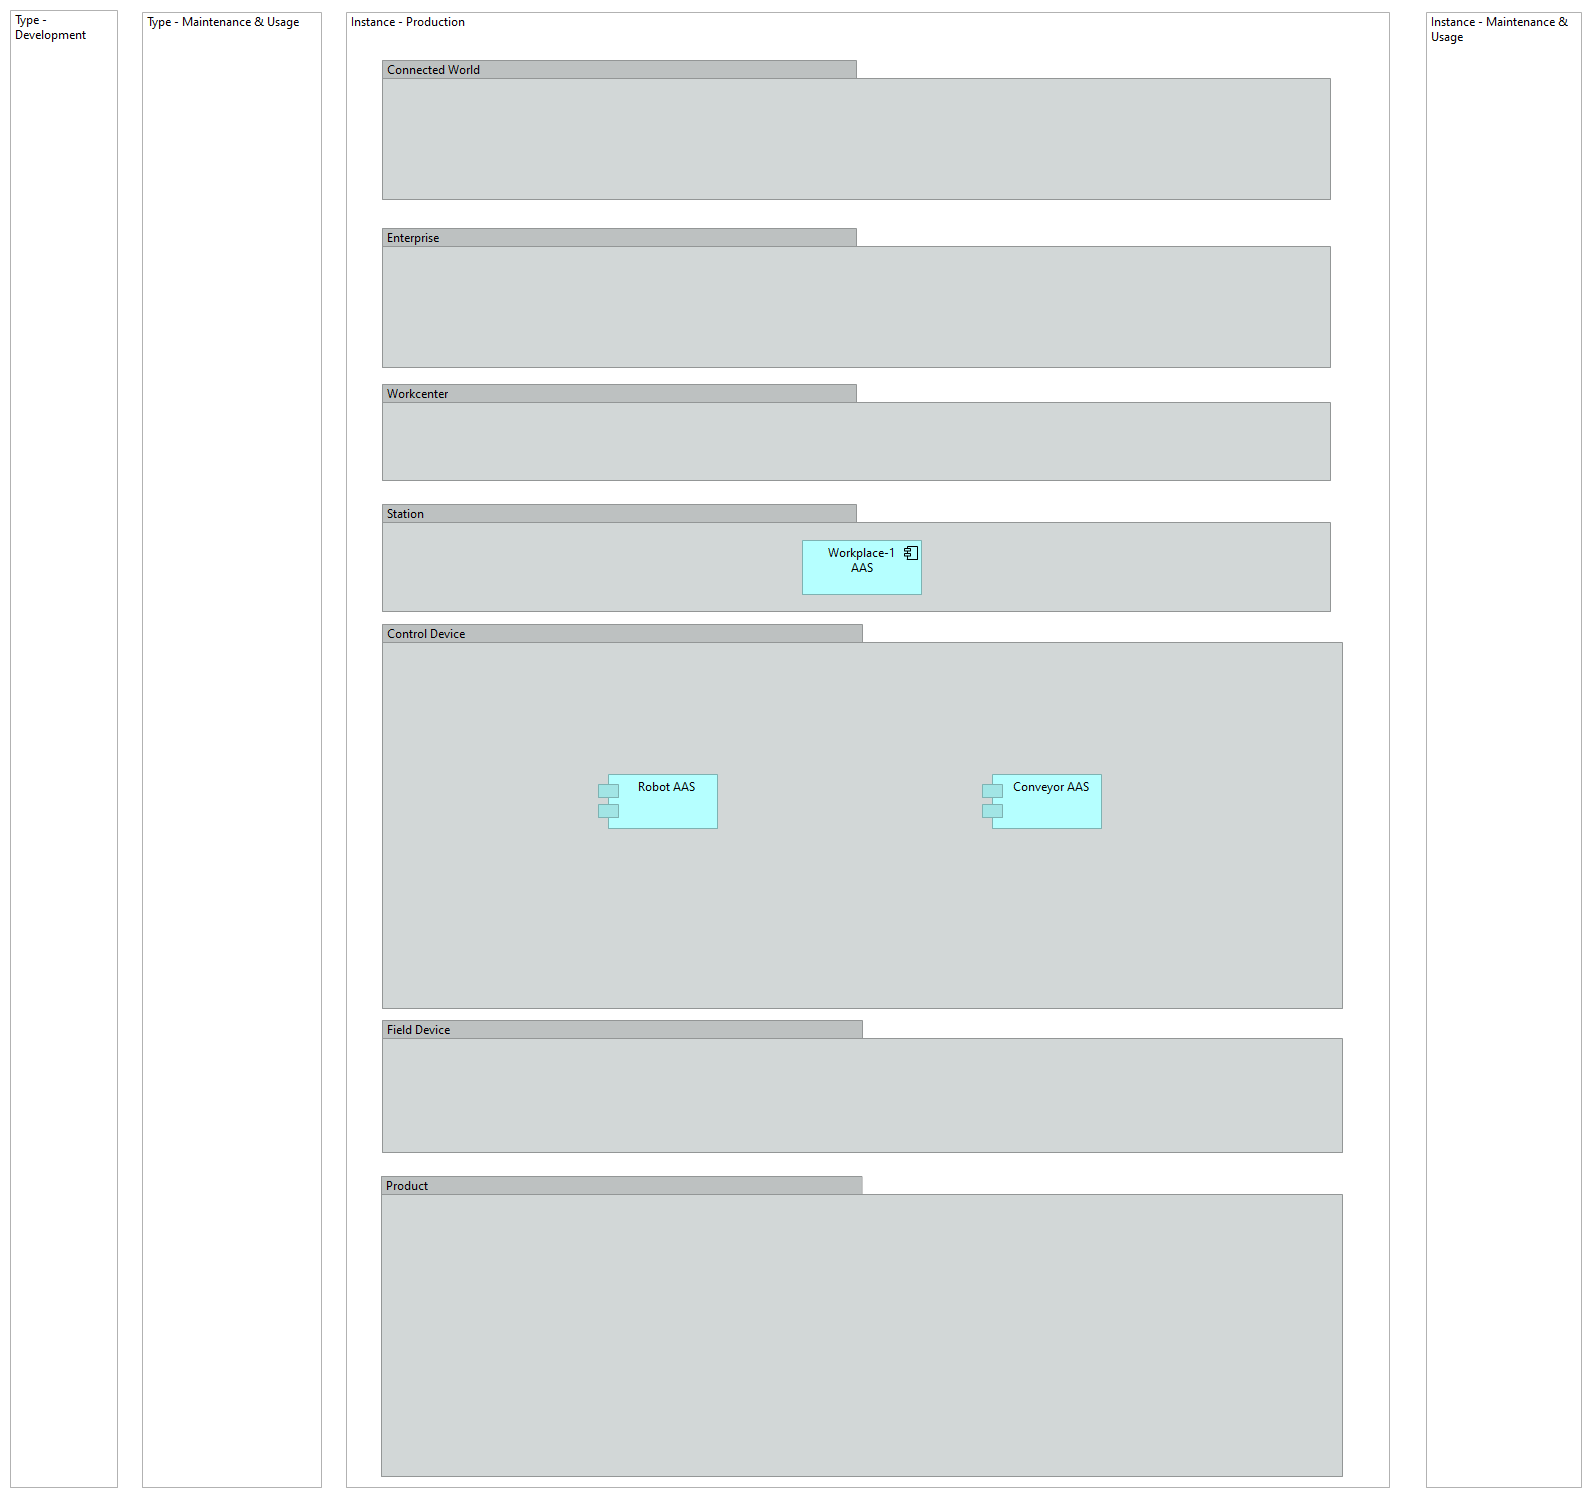 Type -
Development
Type - Maintenance & Usage
Instance - Production
Connected World
Enterprise
Workcenter
Station
Workplace-1
AAS
Control Device
Robot AAS
Conveyor AAS
Field Device
Product
Instance - Maintenance &
Usage